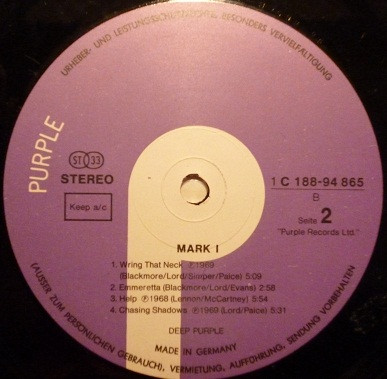 URHEBER- UND LEISTUNGSSCHUTZRECHTE, BESONDERS VERVIELFÄLTIGUNG
PURPLE
ST 33
STEREO
Keep a/c
1 C 188-94 865
B
Seite 2
"Purple Records Ltd."
MARK I
1. Wring That Neck ℗1969
(Blackmore/Lord/Simper/Paice) 5:09
2. Emmeretta (Blackmore/Lord/Evans) 2:58
3. Help ℗1968 (Lennon/McCartney) 5:54
4. Chasing Shadows ℗1969 (Lord/Paice) 5:31
DEEP PURPLE
MADE IN GERMANY
(AUSSER ZUM PERSÖNLICHEN GEBRAUCH), VERMIETUNG, AUFFÜHRUNG, SENDUNG VORBEHALTEN